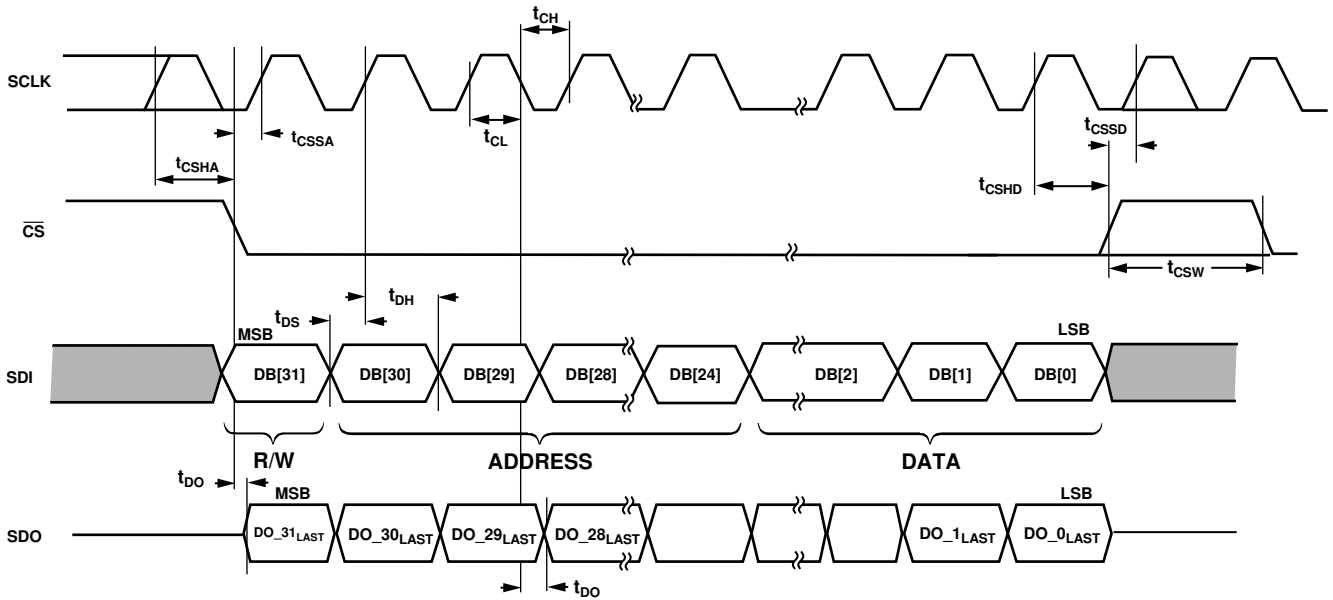 tCH
SCLK
tCSSA
tCL
tCSSD
tCSHA
tCSHD
CS
tCSW
tDH
tDS
MSB
LSB
SDI
DB[31]
DB[30]
DB[29]
DB[28]
DB[24]
DB[2]
DB[1]
DB[0]
R/W
ADDRESS
DATA
tDO
MSB
LSB
SDO
DO_31LAST
DO_30LAST
DO_29LAST
DO_28LAST
DO_1LAST
DO_0LAST
tDO